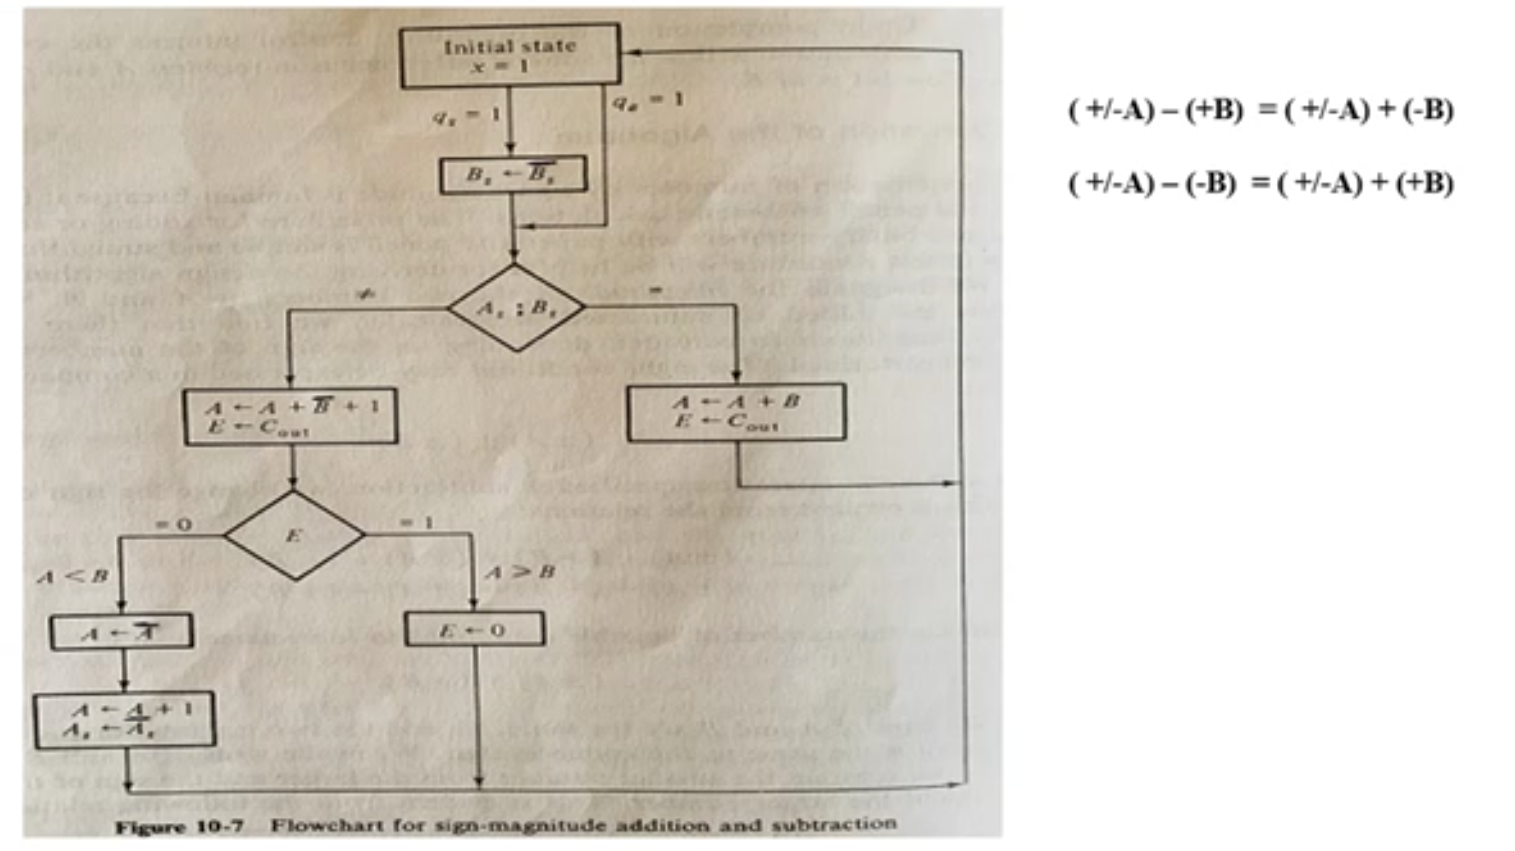 Initial state
x = 1
qₛ = 1
qₐ = 1
Bₛ ← B̅ₛ
Aₛ : Bₛ
≠
=
A ← A + B̅ + 1
E ← Cₒᵤₜ
A ← A + B
E ← Cₒᵤₜ
E
= 0
= 1
A < B
A ⩾ B
A ← A̅
E ← 0
A ← A + 1
Aₛ ← A̅ₛ
Figure 10-7 Flowchart for sign-magnitude addition and subtraction
( +/-A) – (+B) = ( +/-A) + (-B)
( +/-A) – (-B) = ( +/-A) + (+B)